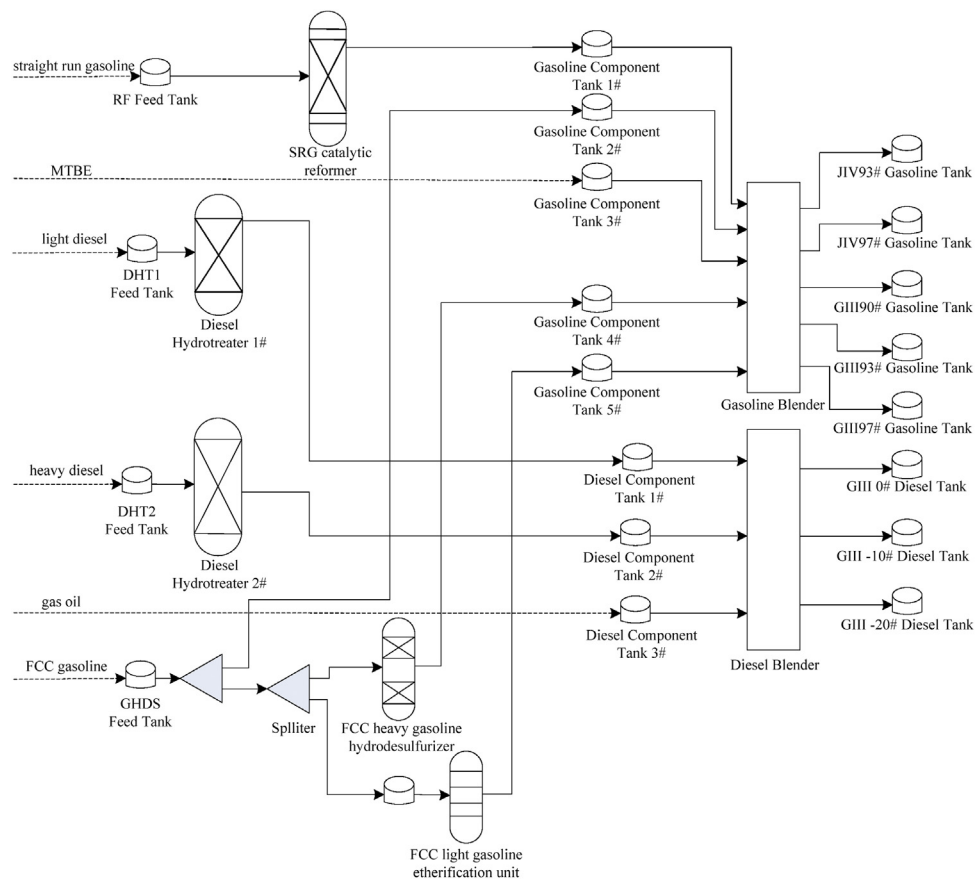 straight run gasoline
RF Feed Tank
SRG catalytic
reformer
Gasoline Component
Tank 1#
Gasoline Component
Tank 2#
MTBE
Gasoline Component
Tank 3#
JIV93# Gasoline Tank
light diesel
DHT1
Feed Tank
Diesel
Hydrotreater 1#
JIV97# Gasoline Tank
GIII90# Gasoline Tank
Gasoline Component
Tank 4#
GIII93# Gasoline Tank
Gasoline Component
Tank 5#
Gasoline Blender
GIII97# Gasoline Tank
heavy diesel
DHT2
Feed Tank
Diesel
Hydrotreater 2#
Diesel Component
Tank 1#
GIII 0# Diesel Tank
Diesel Component
Tank 2#
GIII -10# Diesel Tank
gas oil
Diesel Component
Tank 3#
GIII -20# Diesel Tank
Diesel Blender
FCC gasoline
GHDS
Feed Tank
Splliter
FCC heavy gasoline
hydrodesulfurizer
FCC light gasoline
etherification unit